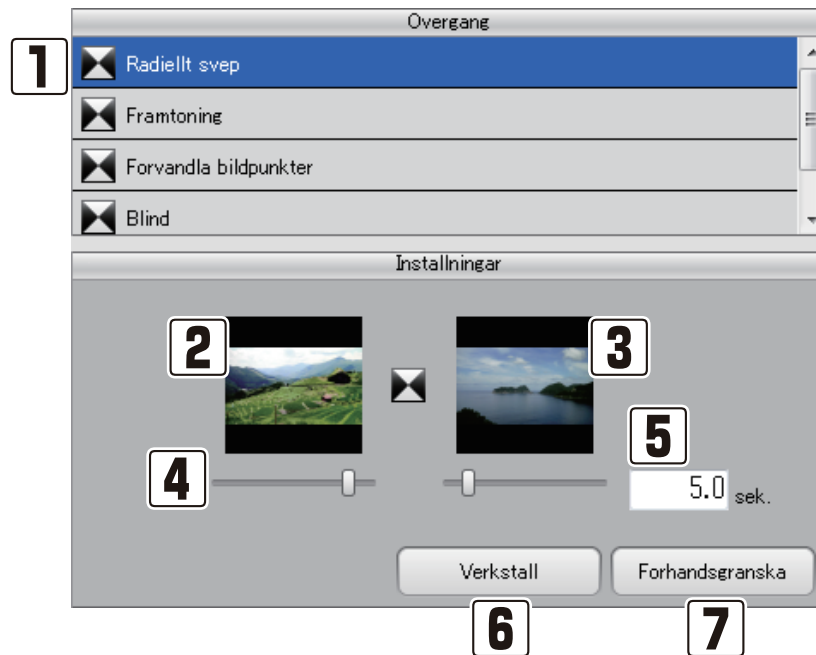 Overgang
1
Radiellt svep
Framtoning
Forvandla bildpunkter
Blind
Installningar
2
3
4
5
5.0 sek.
Verkstall
Forhandsgranska
6
7